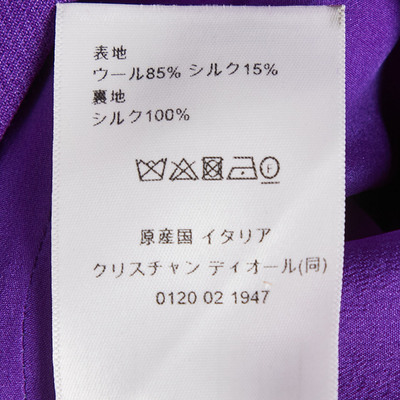 表地
ウール85% シルク15%
裏地
シルク100%
F
原産国 イタリア
クリスチャン ディオール(同)
0120 02 1947